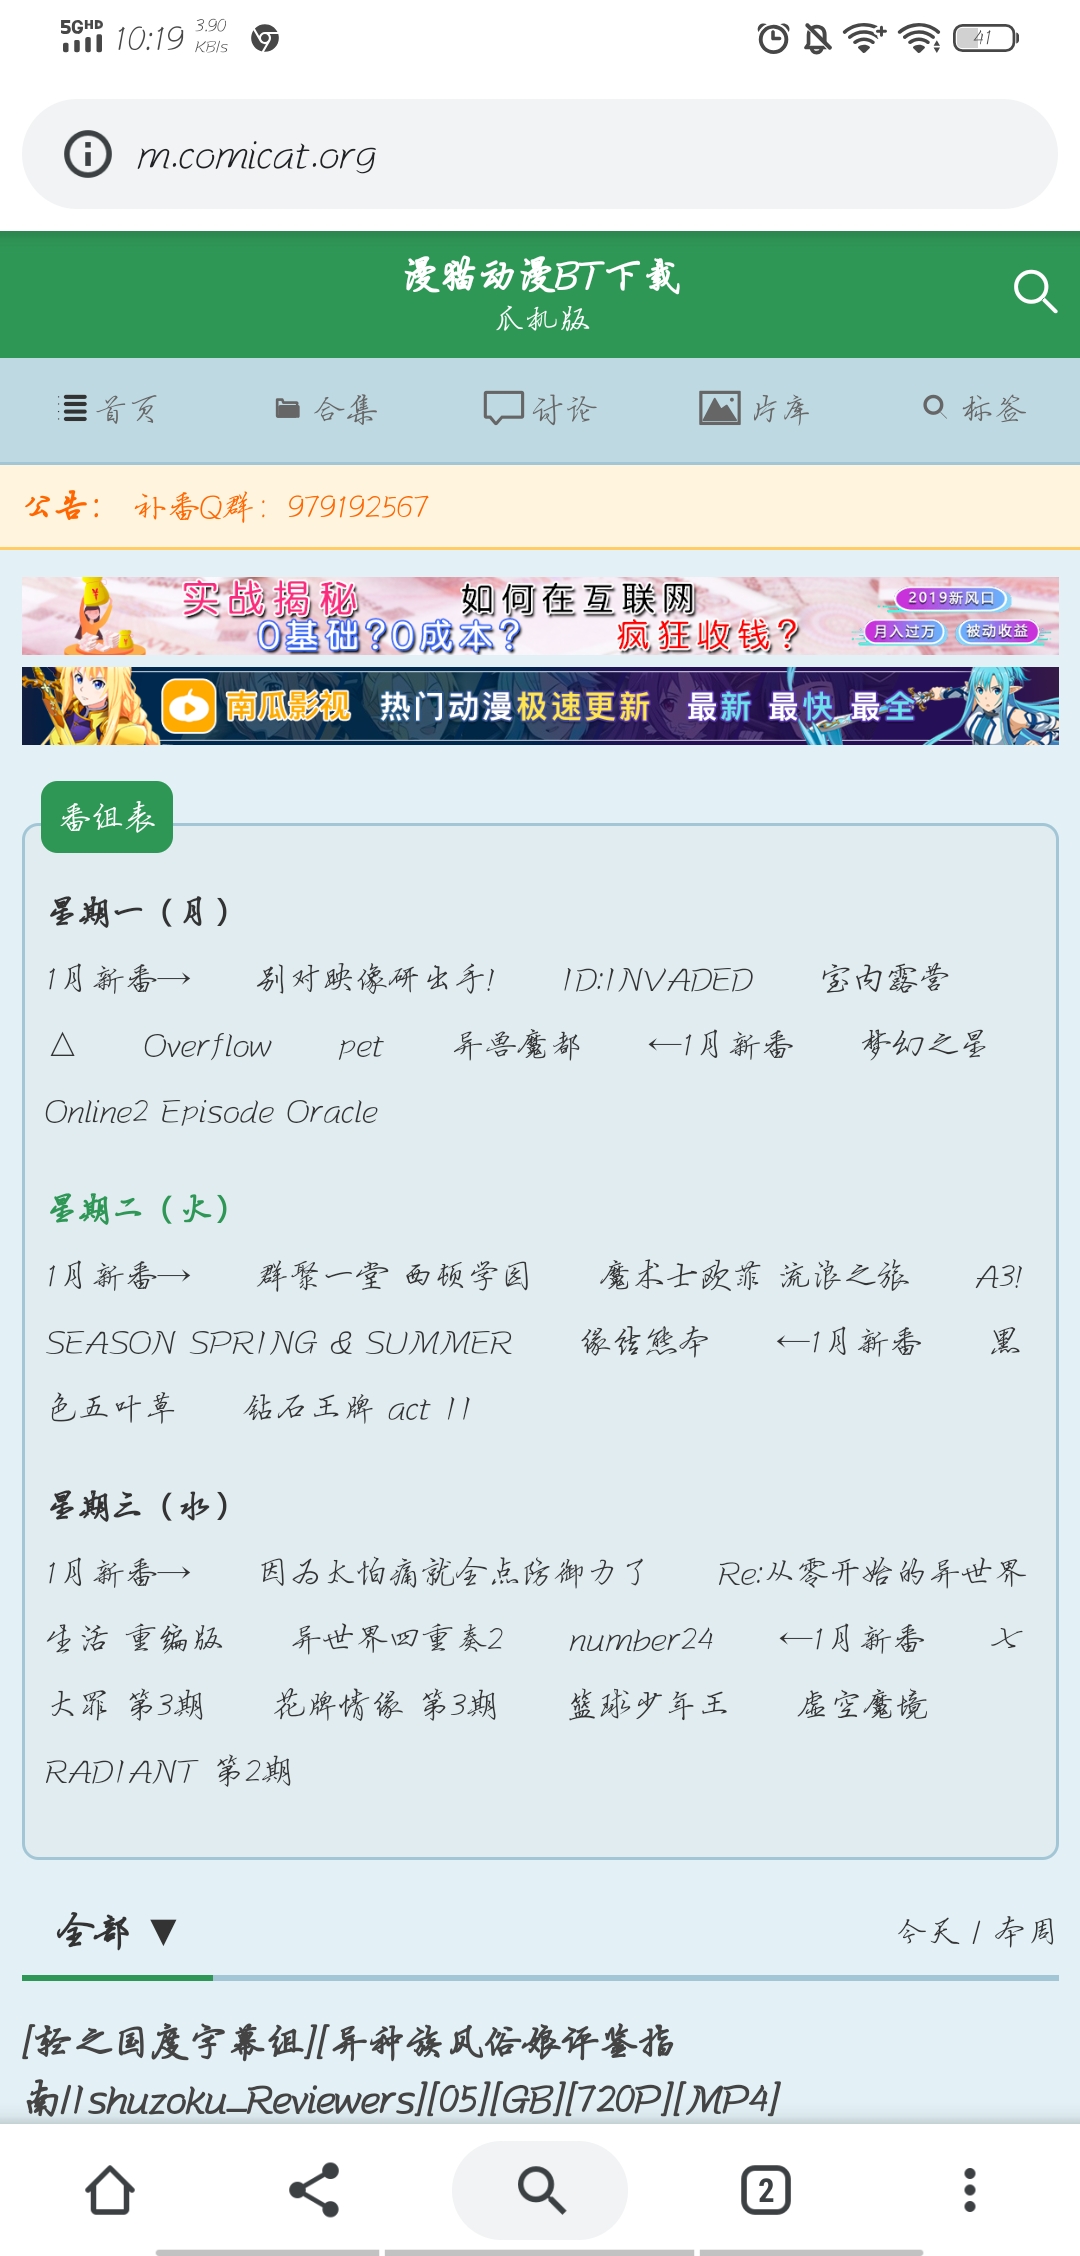 5GHD 10:19 3.90 KB/s 41
m.comicat.org
漫猫动漫BT下载
爪机版
首页 合集 讨论 片库 标签
公告： 补番Q群：979192567
实战揭秘 如何在互联网 2019新风口
0基础?0成本? 疯狂收钱? 月入过万 被动收益
南瓜影视 热门动漫极速更新 最新 最快 最全
番组表
星期一（月）
1月新番→ 别对映像研出手! ID:INVADED 室内露营
△ Overflow pet 异兽魔都 ←1月新番 梦幻之星
Online2 Episode Oracle
星期二（火）
1月新番→ 群聚一堂 西顿学园 魔术士欧菲 流浪之旅 A3!
SEASON SPRING & SUMMER 缘结熊本 ←1月新番 黑
色五叶草 钻石王牌 act II
星期三（水）
1月新番→ 因为太怕痛就全点防御力了 Re:从零开始的异世界
生活 重编版 异世界四重奏2 number24 ←1月新番 七
大罪 第3期 花牌情缘 第3期 篮球少年王 虚空魔境
RADIANT 第2期
全部 ▼ 今天 | 本周
[轻之国度字幕组][异种族风俗娘评鉴指
南||shuzoku_Reviewers][05][GB][720P][MP4]
2